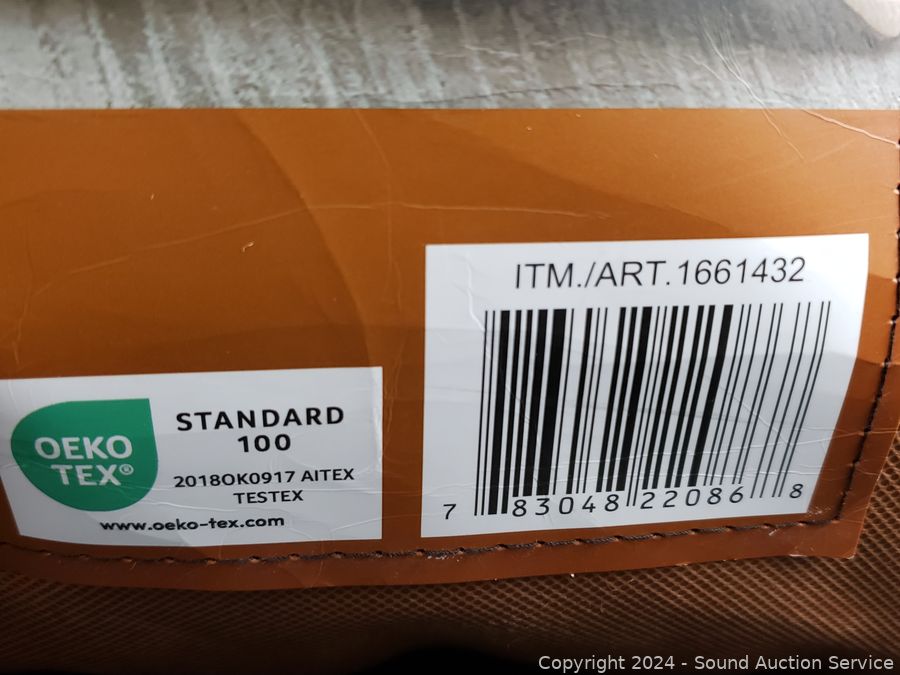 ITM./ART.1661432
7 83048 22086 8
OEKO
TEX®
STANDARD
100
2018OK0917 AITEX
TESTEX
www.oeko-tex.com
Copyright 2024 - Sound Auction Service